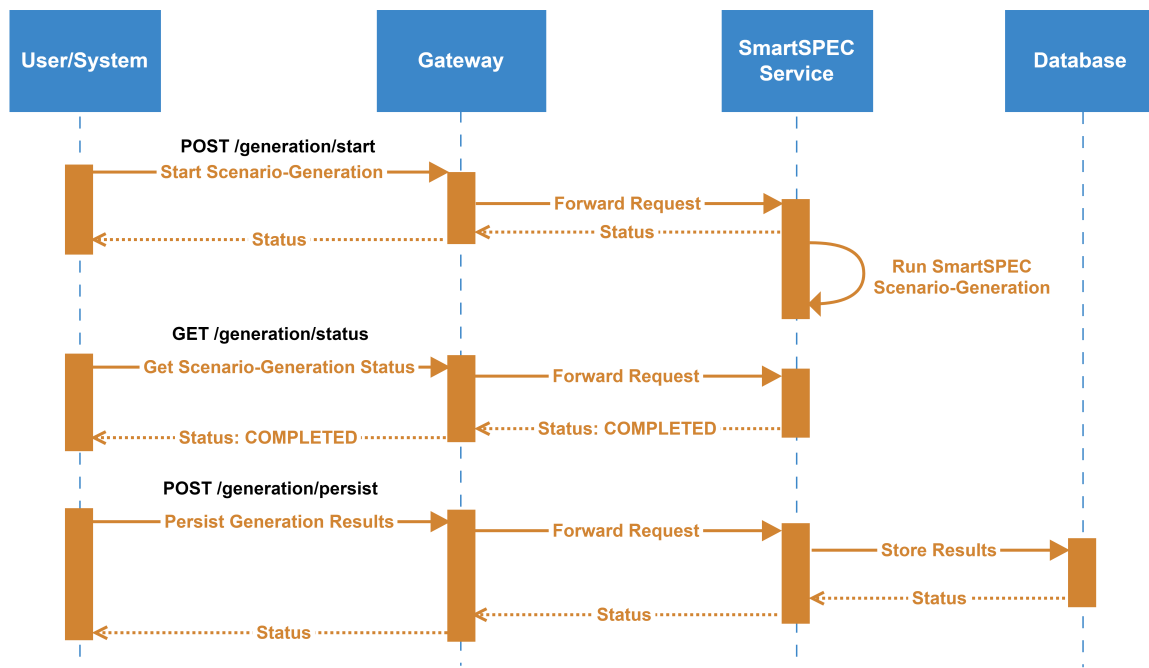 User/System
Gateway
SmartSPEC
Service
Database
POST /generation/start
Start Scenario-Generation
Forward Request
Status
Status
Run SmartSPEC
Scenario-Generation
GET /generation/status
Get Scenario-Generation Status
Forward Request
Status: COMPLETED
Status: COMPLETED
POST /generation/persist
Persist Generation Results
Forward Request
Store Results
Status
Status
Status